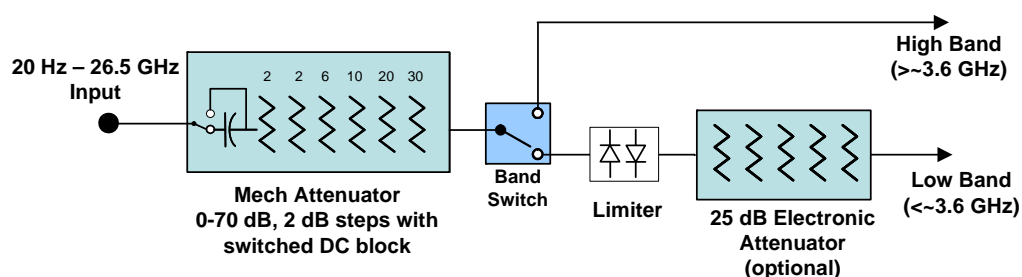 20 Hz – 26.5 GHz
Input
2 2 6 10 20 30
Mech Attenuator
0-70 dB, 2 dB steps with
switched DC block
Band
Switch
Limiter
High Band
(>~3.6 GHz)
25 dB Electronic
Attenuator
(optional)
Low Band
(<~3.6 GHz)